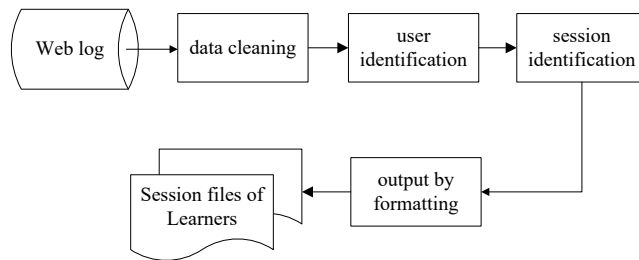 Web log
data cleaning
user
identification
session
identification
output by
formatting
Session files of
Learners